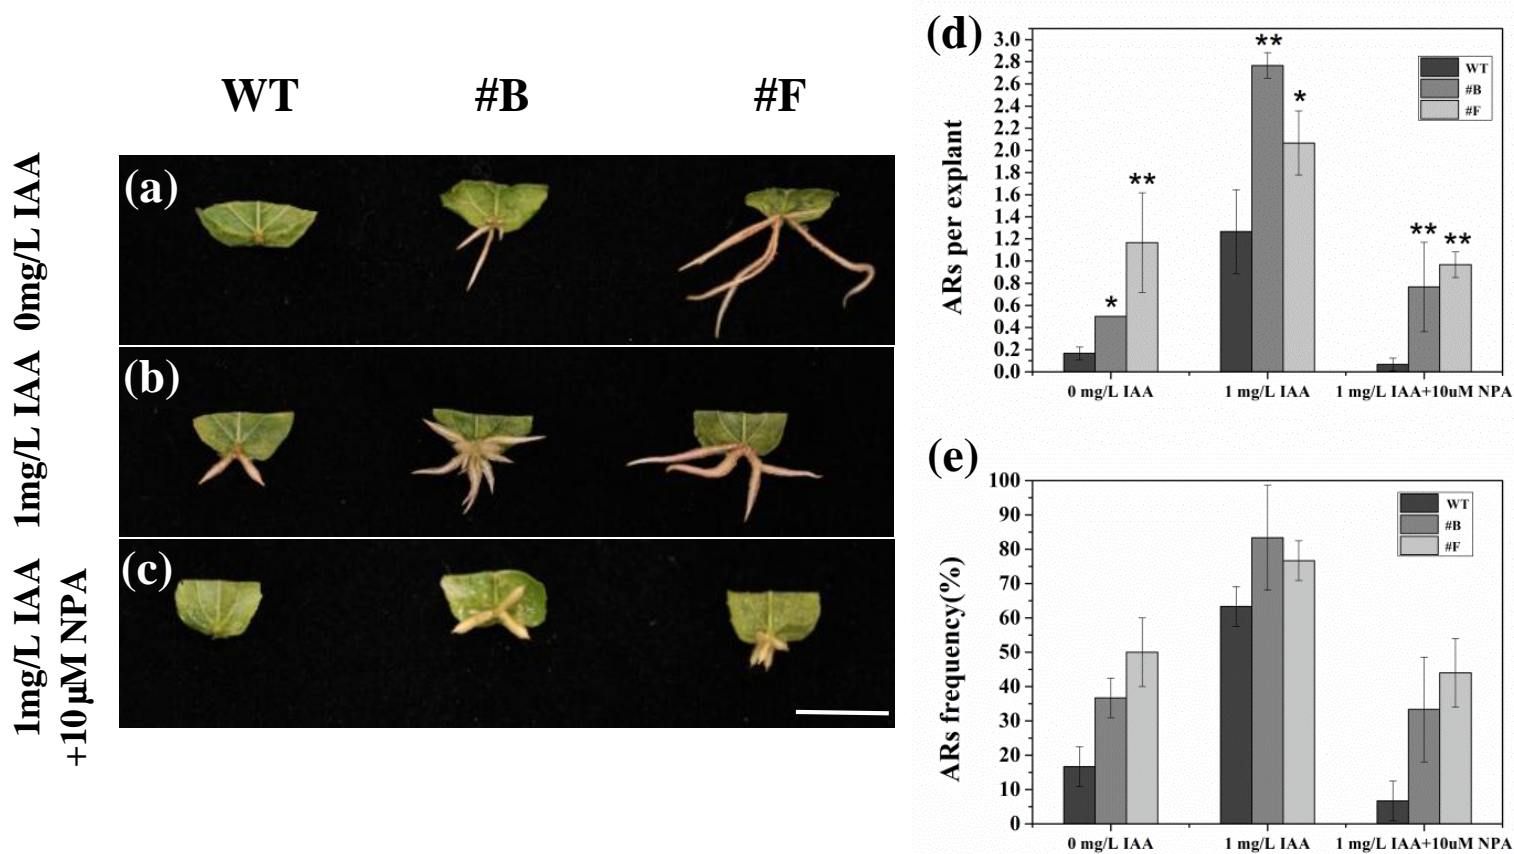 WT #B #F
0mg/L IAA
(a)
1mg/L IAA
(b)
1mg/L IAA
+10μM NPA
(c)
(d)
ARs per explant
3.0
2.8
2.6
2.4
2.2
2.0
1.8
1.6
1.4
1.2
1.0
0.8
0.6
0.4
0.2
0.0
* ** ** * ** **
WT
#B
#F
0 mg/L IAA 1 mg/L IAA 1 mg/L IAA+10uM NPA
(e)
ARs frequency(%)
100
90
80
70
60
50
40
30
20
10
0
WT
#B
#F
0 mg/L IAA 1 mg/L IAA 1 mg/L IAA+10uM NPA